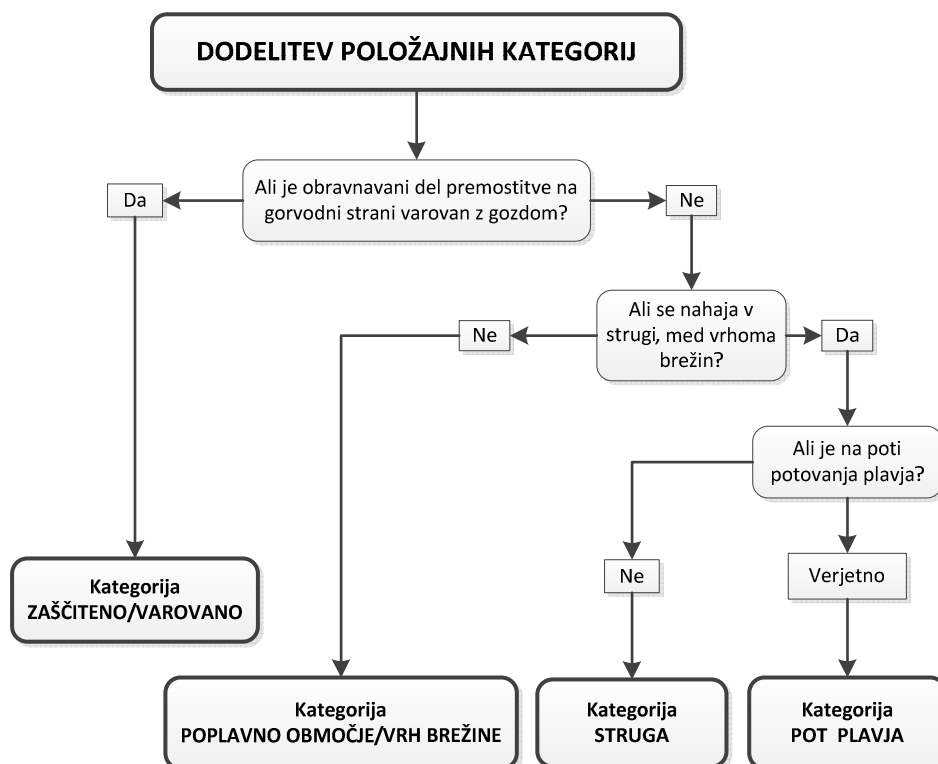 DODELITEV POLOŽAJNIH KATEGORIJ
Ali je obravnavani del premostitve na
gorvodni strani varovan z gozdom?
Da
Ne
Ali se nahaja v
strugi, med vrhoma
brežin?
Ne
Da
Ali je na poti
potovanja plavja?
Ne
Verjetno
Kategorija
ZAŠČITENO/VAROVANO
Kategorija
POPLAVNO OBMOČJE/VRH BREŽINE
Kategorija
STRUGA
Kategorija
POT PLAVJA